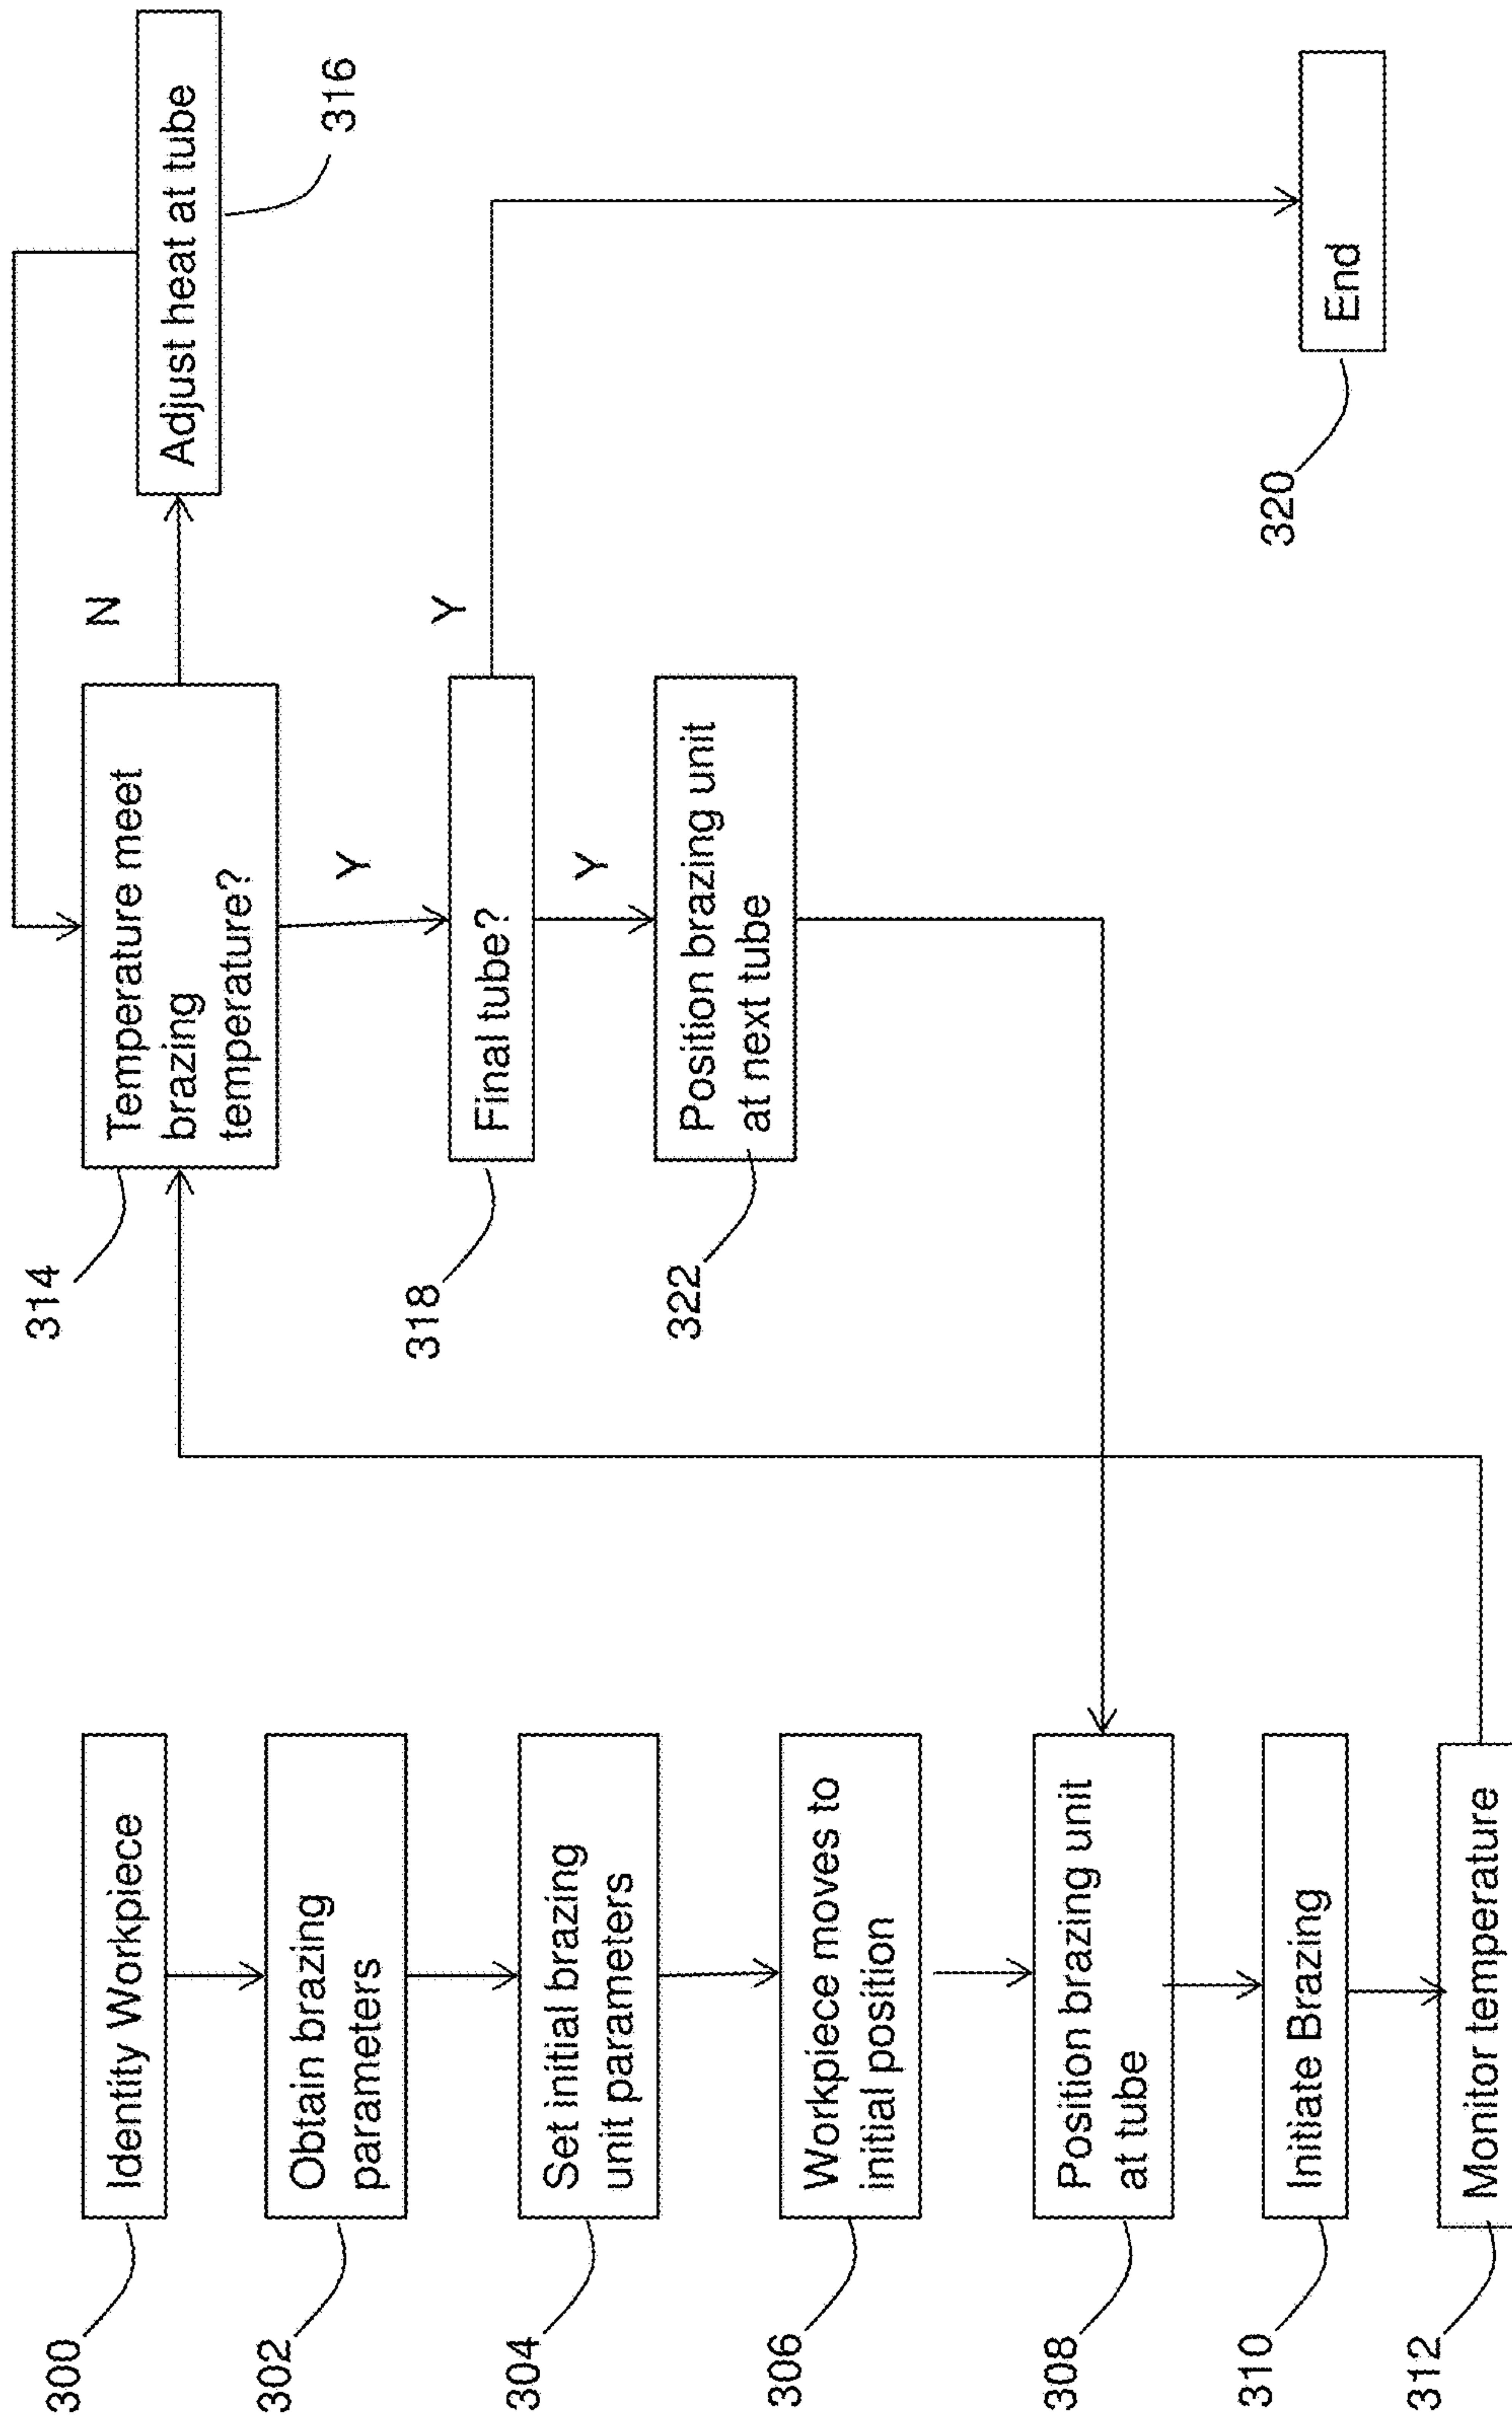 300
Identity Workpiece
302
Obtain brazing
parameters
304
Set initial brazing
unit parameters
306
Workpiece moves to
initial position
308
Position brazing unit
at tube
310
Initiate Brazing
312
Monitor temperature
314
Temperature meet
brazing
temperature?
N
Adjust heat at tube
316
Y
318
Final tube?
Y
Y
322
Position brazing unit
at next tube
320
End